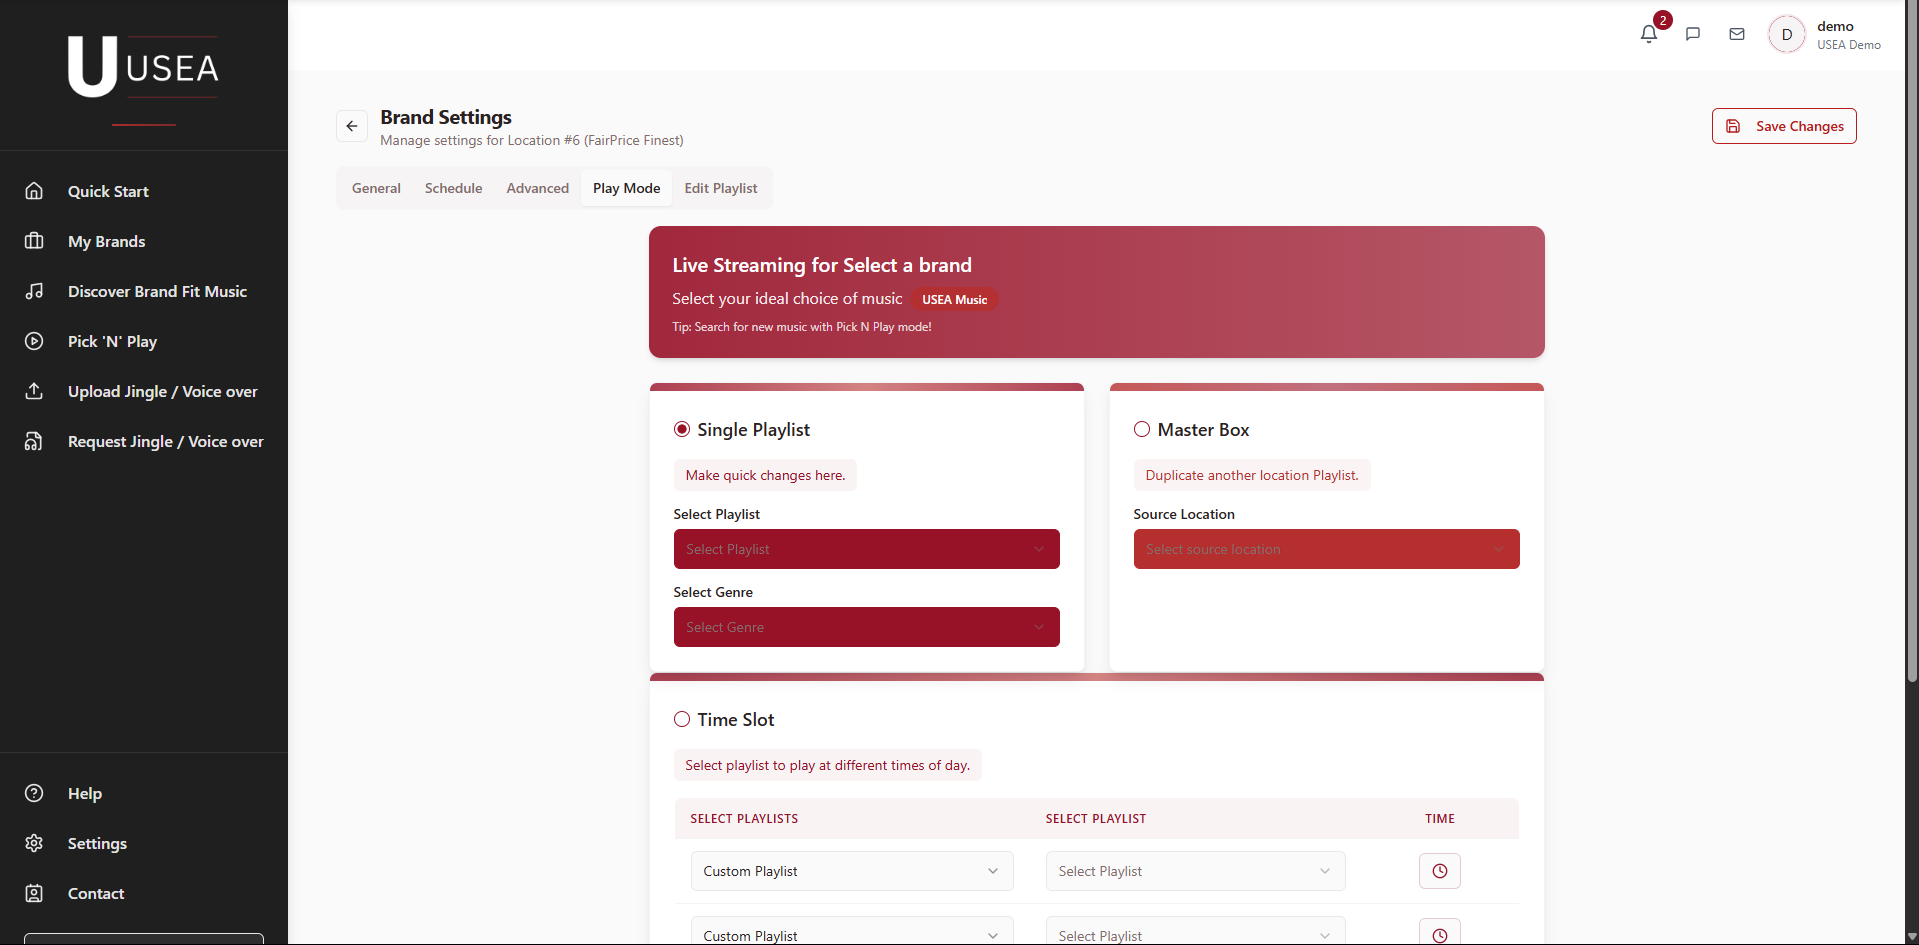 U USEA
Quick Start
My Brands
Discover Brand Fit Music
Pick 'N' Play
Upload Jingle / Voice over
Request Jingle / Voice over
Help
Settings
Contact
2
D
demo
USEA Demo
Brand Settings
Manage settings for Location #6 (FairPrice Finest)
Save Changes
General Schedule Advanced Play Mode Edit Playlist
Live Streaming for Select a brand
Select your ideal choice of music USEA Music
Tip: Search for new music with Pick N Play mode!
Single Playlist
Make quick changes here.
Select Playlist
Select Playlist
Select Genre
Select Genre
Master Box
Duplicate another location Playlist.
Source Location
Select source location
Time Slot
Select playlist to play at different times of day.
SELECT PLAYLISTS SELECT PLAYLIST TIME
Custom Playlist Select Playlist
Custom Playlist Select Playlist